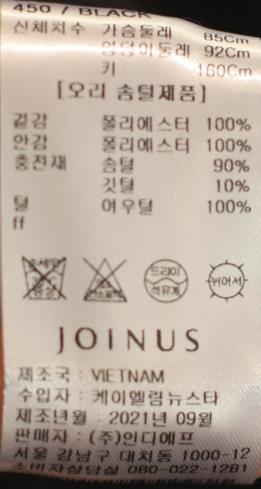 450 / BLACK
신체치수 가슴둘레 85Cm
엉덩이둘레 92Cm
키 160Cm
[오리 솜털제품]
겉감 폴리에스터 100%
안감 폴리에스터 100%
충전재 솜털 90%
깃털 10%
털 여우털 100%
ff
드라이
석유계
뉘어서
JOINUS
제조국 : VIETNAM
수입자 : 케이엘림뉴스타
제조년월 : 2021년 09월
판매자 : (주)인디에프
서울 강남구 대치동 1000-12
소비자상담실 080-022-1281